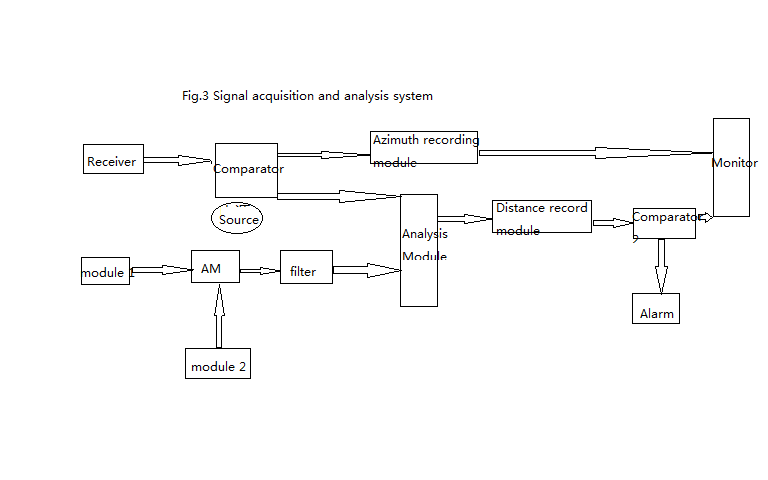 Fig.3 Signal acquisition and analysis system
Azimuth recording
module
Receiver
Comparator
Monitor
Source
Distance record
module
Comparator
2
Analysis
Module
module 1
AM
filter
Alarm
module 2